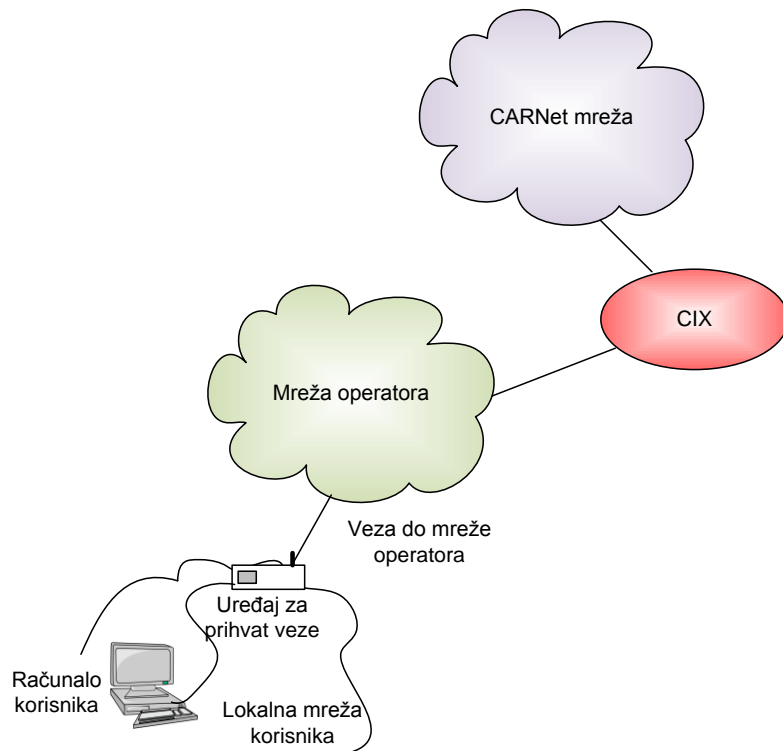 CARNet mreža
CIX
Mreža operatora
Veza do mreže
operatora
Uređaj za
prihvat veze
Računalo
korisnika
Lokalna mreža
korisnika